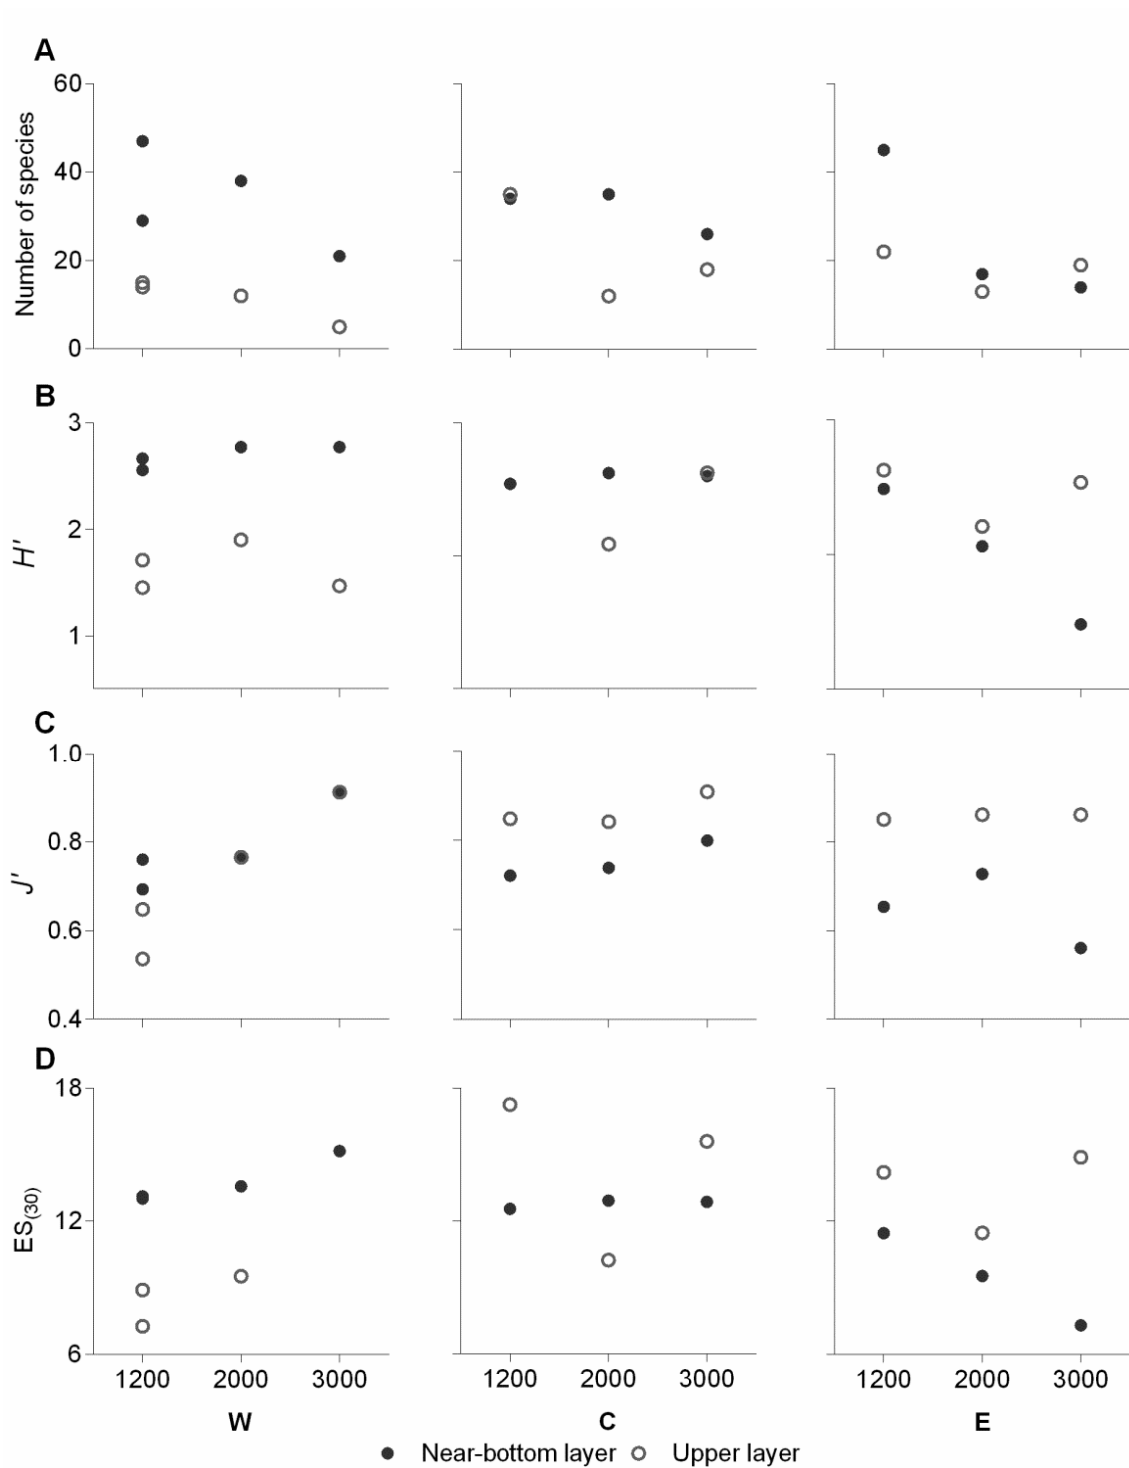 A
60
40
20
0
Number of species
B
3
2
1
H'
C
1.0
0.8
0.6
0.4
J'
D
18
12
6
ES(30)
1200 2000 3000 1200 2000 3000 1200 2000 3000
W C E
Near-bottom layer Upper layer